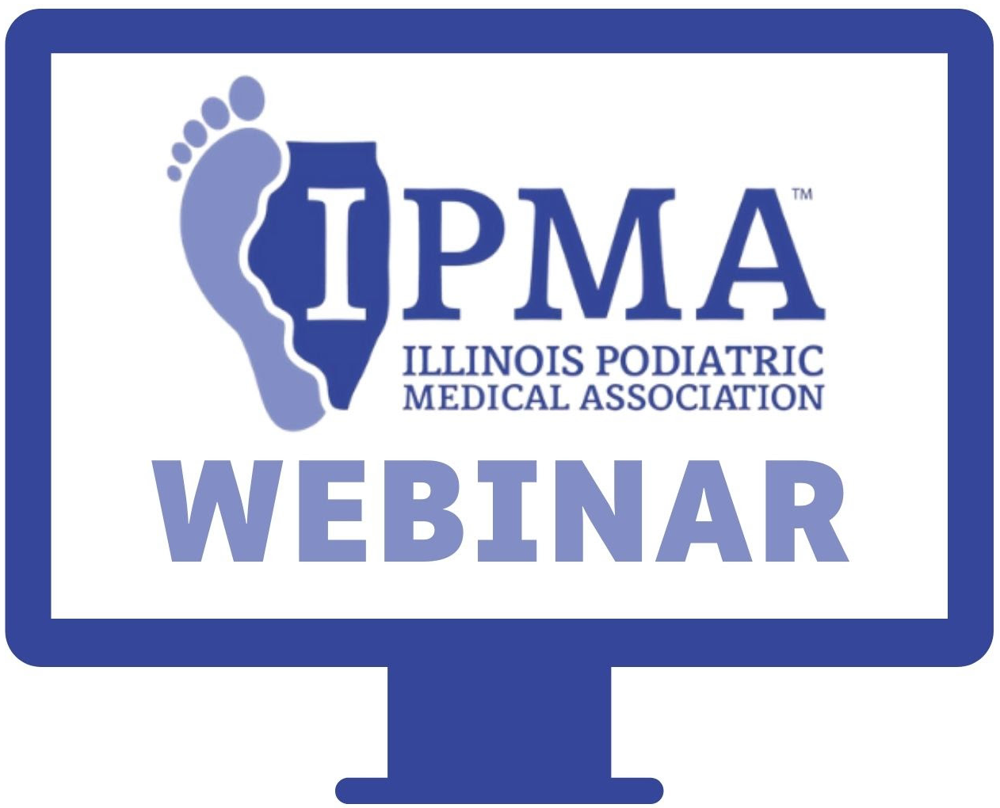 IPMA™
ILLINOIS PODIATRIC
MEDICAL ASSOCIATION
WEBINAR